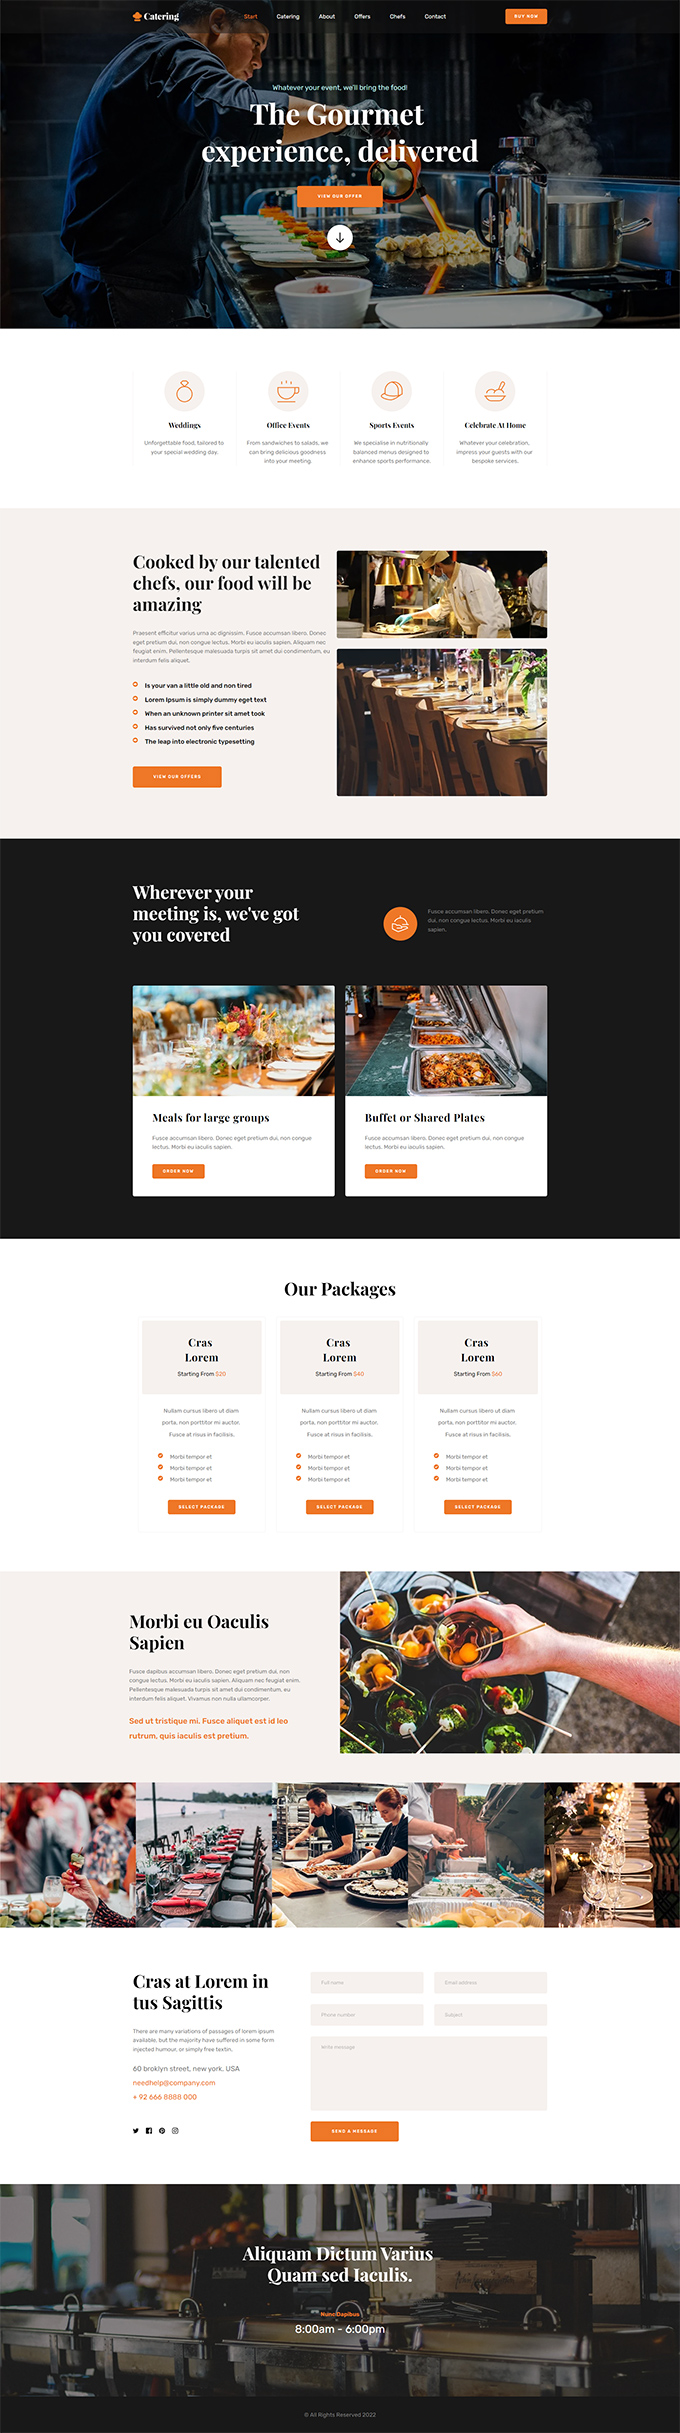 Catering
Start Catering About Offers Chefs Contact
BUY NOW
Whatever your event, we'll bring the food!
The Gourmet
experience, delivered
VIEW OUR OFFER
Weddings
Unforgettable food, tailored to
your special wedding day.
Office Events
From sandwiches to salads, we
can bring delicious goodness
into your meeting.
Sports Events
We specialise in nutritionally
balanced menus designed to
enhance sports performance.
Celebrate At Home
Whatever your celebration,
impress your guests with our
bespoke services.
Cooked by our talented
chefs, our food will be
amazing
Praesent efficitur varius urna ac dignissim. Fusce accumsan libero. Donec
eget pretium dui, non congue lectus. Morbi eu iaculis sapien. Aliquam nec
feugiat enim. Pellentesque malesuada turpis sit amet dui condimentum, eu
interdum felis aliquet.
Is your van a little old and non tired
Lorem Ipsum is simply dummy eget text
When an unknown printer sit amet took
Has survived not only five centuries
The leap into electronic typesetting
VIEW OUR OFFERS
Wherever your
meeting is, we've got
you covered
Fusce accumsan libero. Donec eget pretium
dui, non congue lectus. Morbi eu iaculis
sapien.
Meals for large groups
Fusce accumsan libero. Donec eget pretium dui, non congue
lectus. Morbi eu iaculis sapien.
ORDER NOW
Buffet or Shared Plates
Fusce accumsan libero. Donec eget pretium dui, non congue
lectus. Morbi eu iaculis sapien.
ORDER NOW
Our Packages
Cras
Lorem
Starting From $20
Nullam cursus libero ut diam
porta, non porttitor mi auctor.
Fusce at risus in facilisis.
Morbi tempor et
Morbi tempor et
Morbi tempor et
SELECT PACKAGE
Cras
Lorem
Starting From $40
Nullam cursus libero ut diam
porta, non porttitor mi auctor.
Fusce at risus in facilisis.
Morbi tempor et
Morbi tempor et
Morbi tempor et
SELECT PACKAGE
Cras
Lorem
Starting From $60
Nullam cursus libero ut diam
porta, non porttitor mi auctor.
Fusce at risus in facilisis.
Morbi tempor et
Morbi tempor et
Morbi tempor et
SELECT PACKAGE
Morbi eu Oaculis
Sapien
Fusce dapibus accumsan libero. Donec eget pretium dui, non
congue lectus. Morbi eu iaculis sapien. Aliquam nec feugiat enim.
Pellentesque malesuada turpis sit amet dui condimentum, eu
interdum felis aliquet. Vivamus non nulla ullamcorper.
Sed ut tristique mi. Fusce aliquet est id leo
rutrum, quis iaculis est pretium.
Cras at Lorem in
tus Sagittis
There are many variations of passages of lorem ipsum
available, but the majority have suffered in some form
injected humour, or simply free textin.
60 broklyn street, new york. USA
needhelp@company.com
+ 92 666 8888 000
Full name
Email address
Phone number
Subject
Write message
SEND A MESSAGE
Aliquam Dictum Varius
Quam sed Iaculis.
Nunc Dapibus
8:00am - 6:00pm
© All Rights Reserved 2022